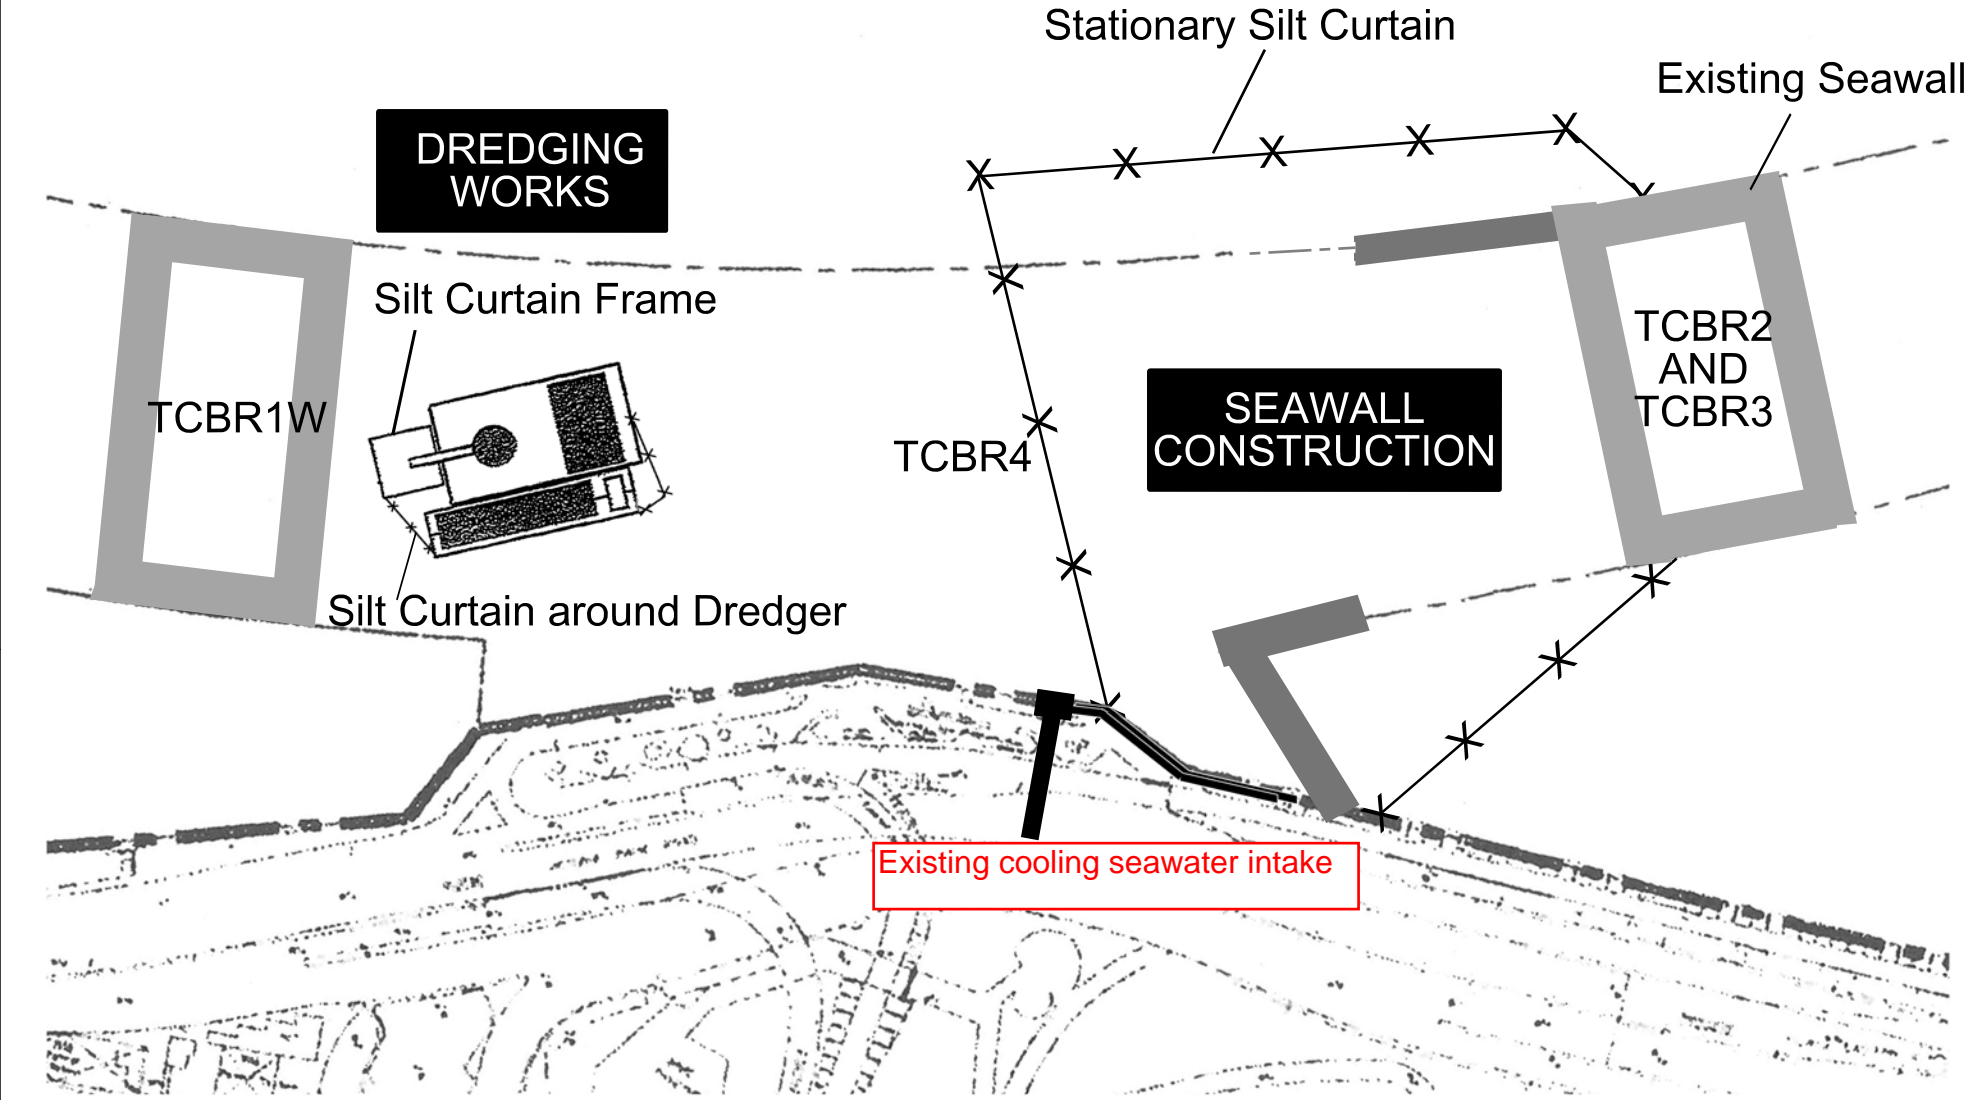 Stationary Silt Curtain
Existing Seawall
DREDGING
WORKS
Silt Curtain Frame
TCBR1W
TCBR4
SEAWALL
CONSTRUCTION
TCBR2
AND
TCBR3
Silt Curtain around Dredger
Existing cooling seawater intake